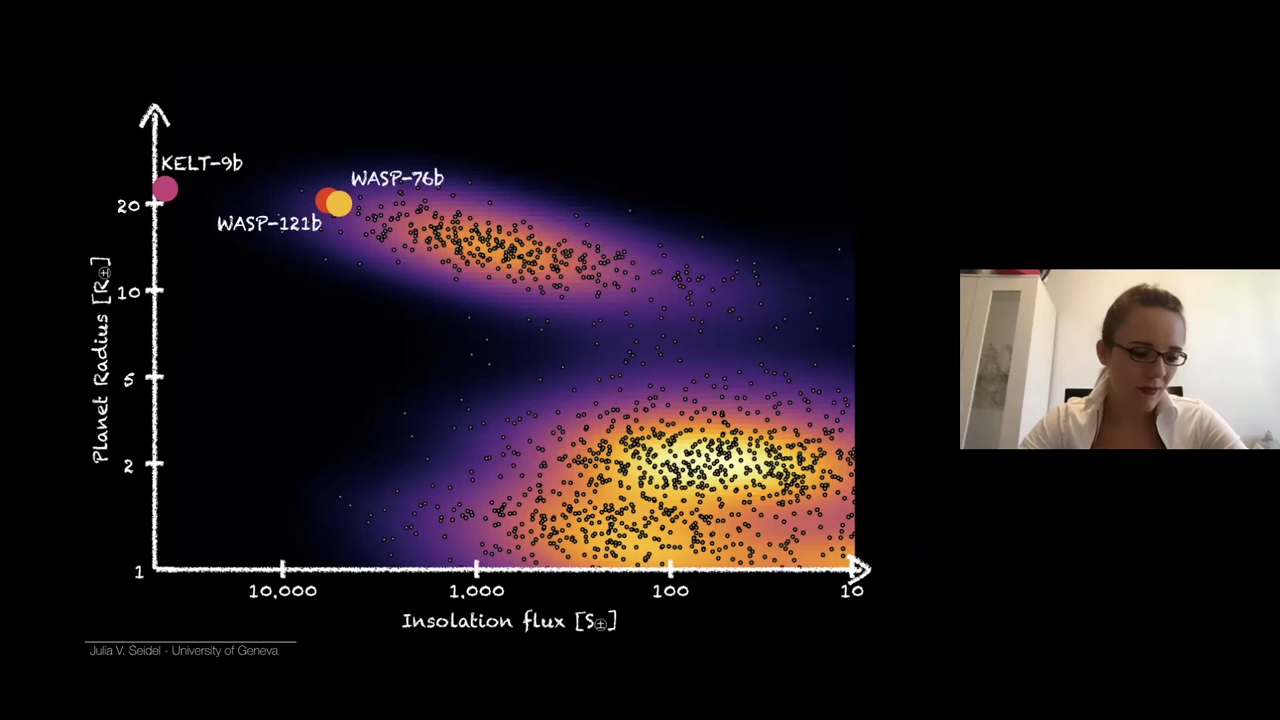 KELT-9b
WASP-76b
WASP-121b
20
10
5
2
1
Planet Radius [R⊕]
10,000
1,000
100
10
Insolation flux [S⊕]
Julia V. Seidel - University of Geneva